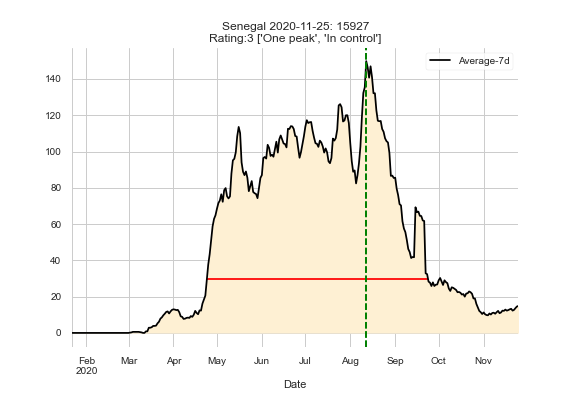 Senegal 2020-11-25: 15927
Rating:3 ['One peak', 'In control']
Average-7d
140
120
100
80
60
40
20
0
Feb Mar Apr May Jun Jul Aug Sep Oct Nov
2020
Date